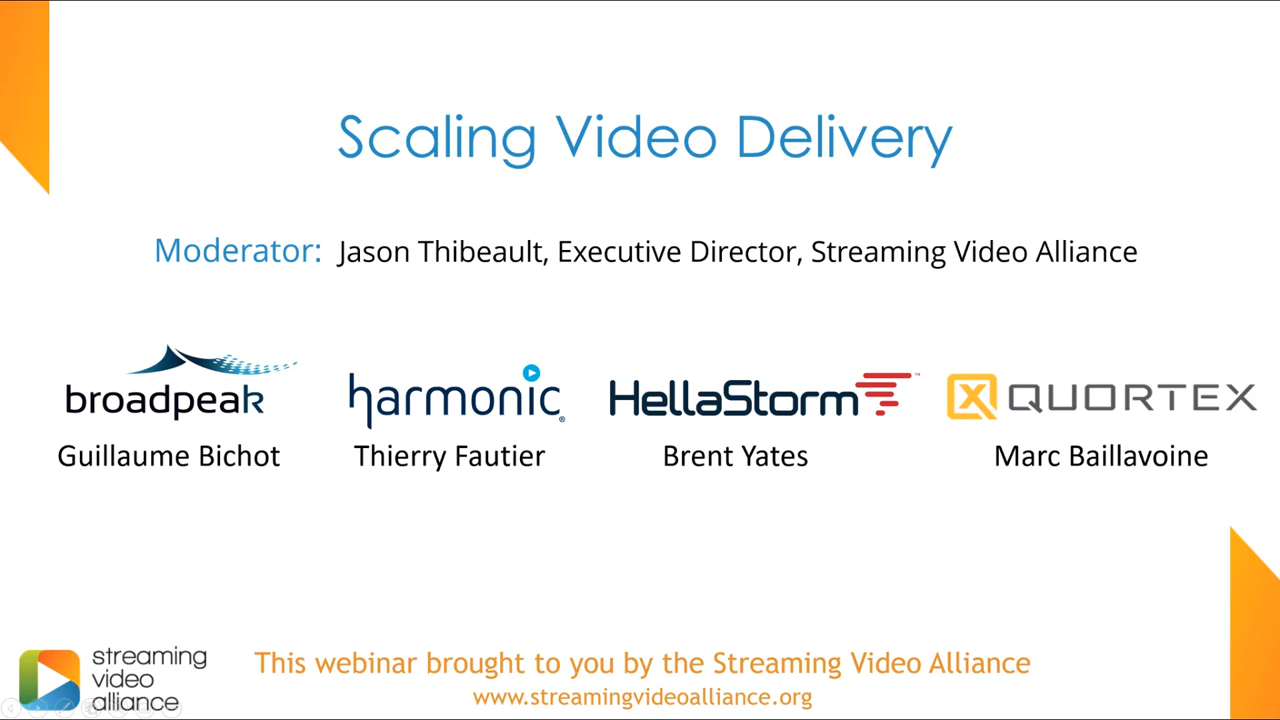 Scaling Video Delivery
Moderator: Jason Thibeault, Executive Director, Streaming Video Alliance
broadpeak
harmonic®
HellaStorm™
QUORTEX
Guillaume Bichot
Thierry Fautier
Brent Yates
Marc Baillavoine
streaming
video
alliance
This webinar brought to you by the Streaming Video Alliance
www.streamingvideoalliance.org